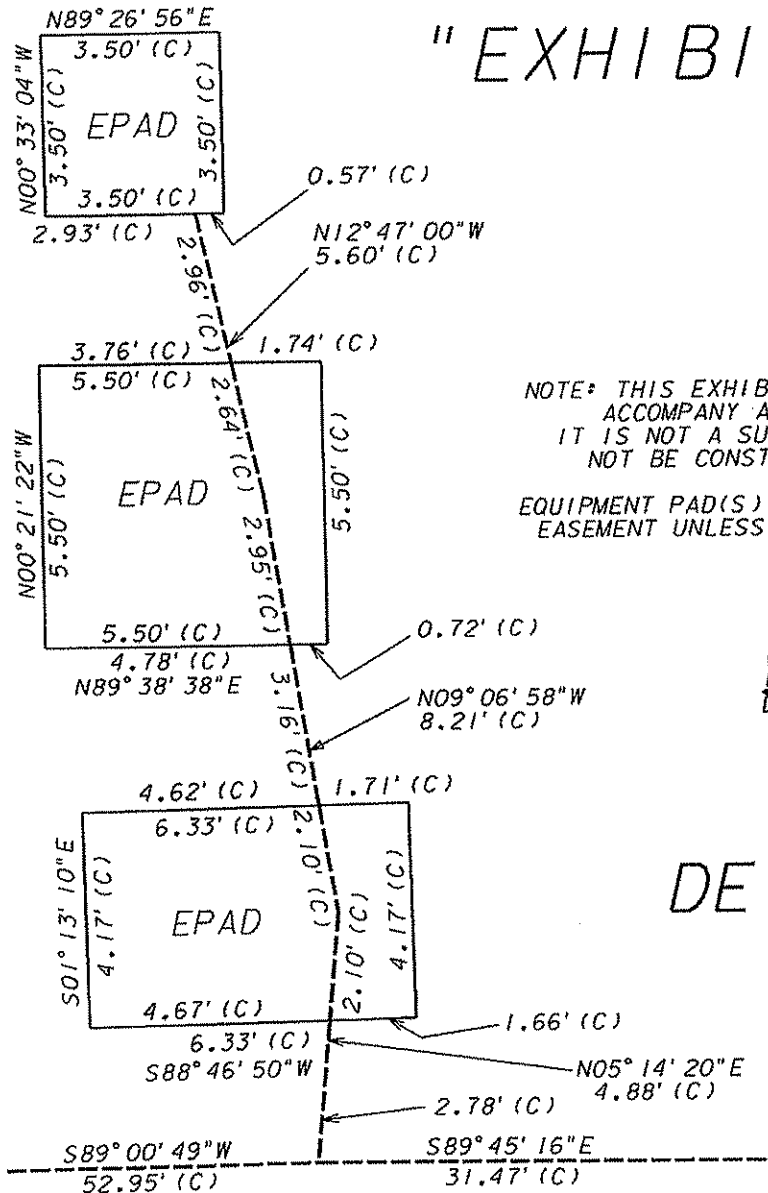 N89°26'56"E
"EXHIBI
3.50' (C)
N00°33'04"W
3.50' (C)
EPAD
3.50' (C)
3.50' (C)
2.93' (C)
0.57' (C)
N12°47'00"W
5.60' (C)
2.96' (C)
3.76' (C)
1.74' (C)
5.50' (C)
2.64' (C)
NOTE: THIS EXHIB
ACCOMPANY A
IT IS NOT A SU
NOT BE CONST
EQUIPMENT PAD(S)
EASEMENT UNLESS
N00°21'22"W
5.50' (C)
EPAD
5.50' (C)
2.95' (C)
5.50' (C)
4.78' (C)
N89°38'38"E
0.72' (C)
3.16' (C)
N09°06'58"W
8.21' (C)
4.62' (C)
1.71' (C)
6.33' (C)
2.10' (C)
S01°13'10"E
4.17' (C)
EPAD
2.10' (C)
4.17' (C)
DE
4.67' (C)
6.33' (C)
S88°46'50"W
1.66' (C)
N05°14'20"E
4.88' (C)
2.78' (C)
S89°00'49"W
52.95' (C)
S89°45'16"E
31.47' (C)